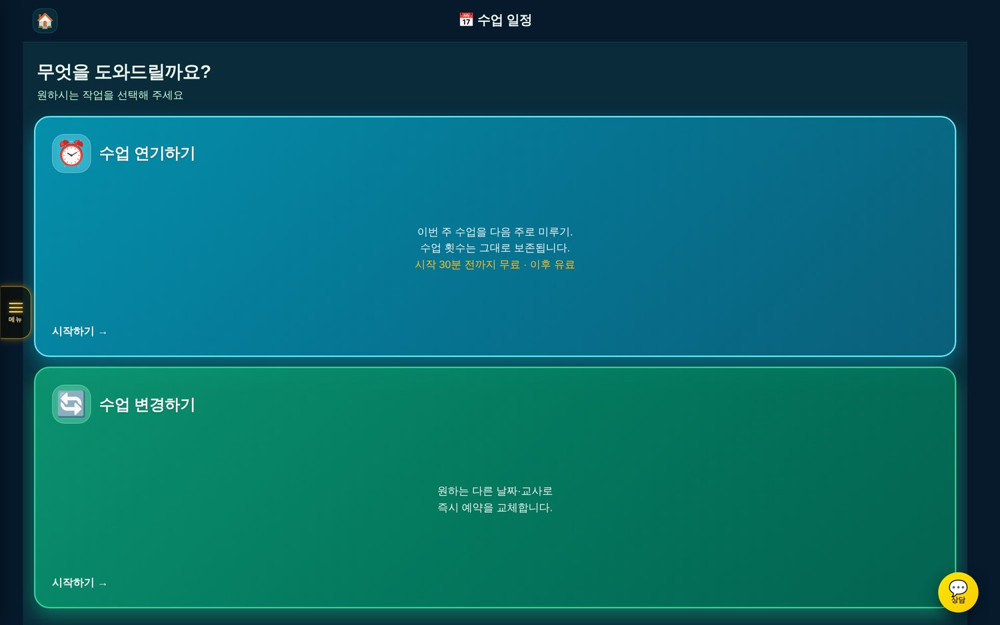 수업 일정
무엇을 도와드릴까요?
원하시는 작업을 선택해 주세요
수업 연기하기
이번 주 수업을 다음 주로 미루기.
수업 횟수는 그대로 보존됩니다.
시작 30분 전까지 무료 · 이후 유료
시작하기 →
메뉴
수업 변경하기
원하는 다른 날짜·교사로
즉시 예약을 교체합니다.
시작하기 →
상담